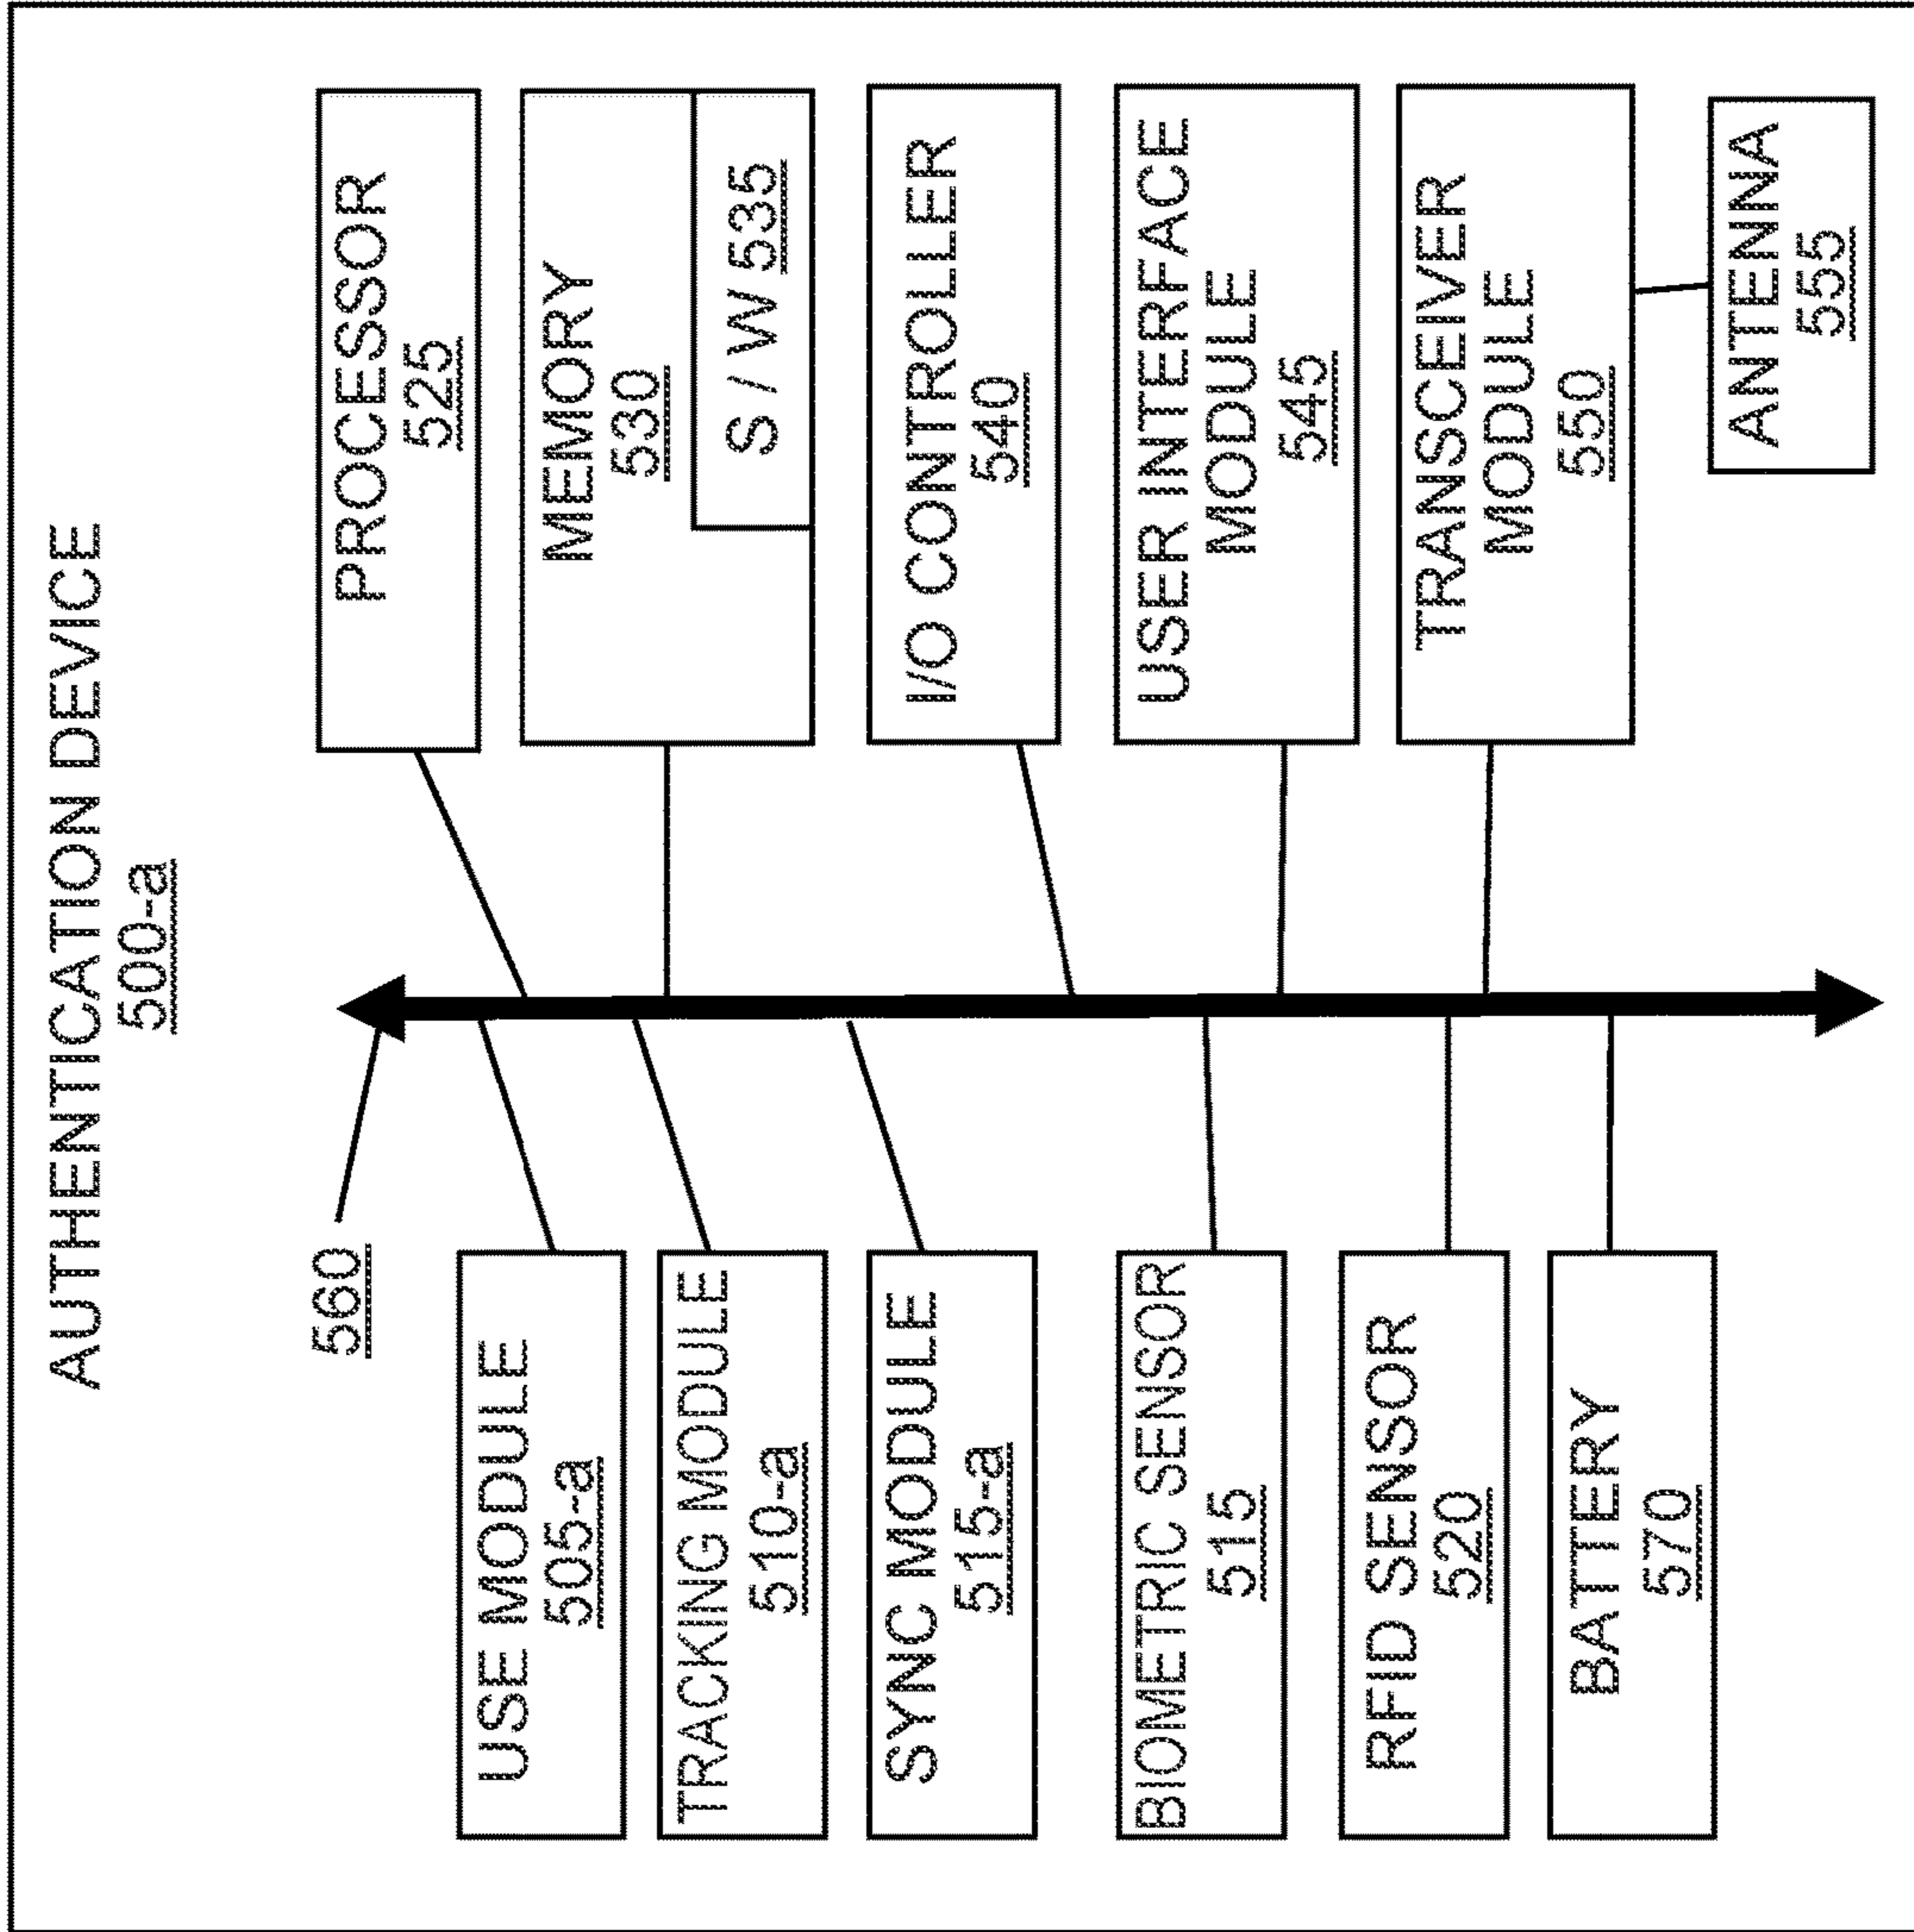 AUTHENTICATION DEVICE
500-a
560
USE MODULE
505-a
TRACKING MODULE
510-a
SYNC MODULE
515-a
BIOMETRIC SENSOR
515
RFID SENSOR
520
BATTERY
570
PROCESSOR
525
MEMORY
530
S / W 535
I/O CONTROLLER
540
USER INTERFACE
MODULE
545
TRANSCEIVER
MODULE
550
ANTENNA
555